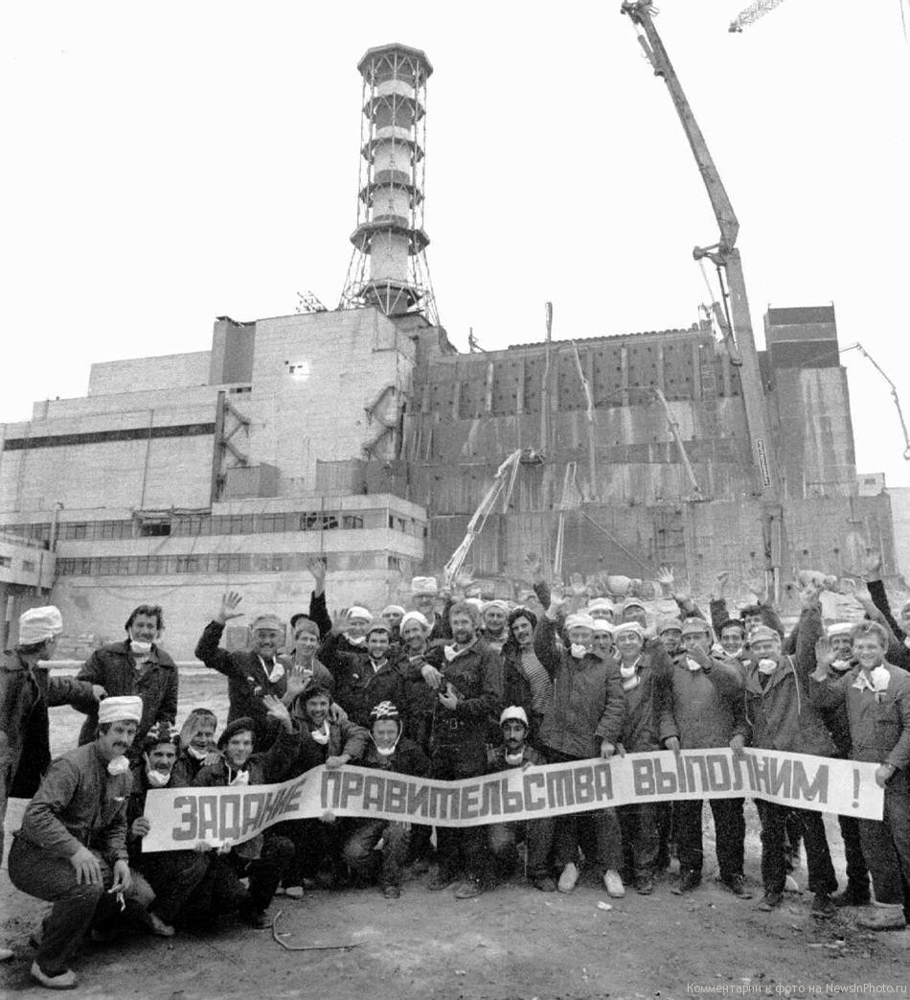 ЗАДАНИЕ ПРАВИТЕЛЬСТВА ВЫПОЛНИМ !
Комментарии к фото на NewsInPhoto.ru